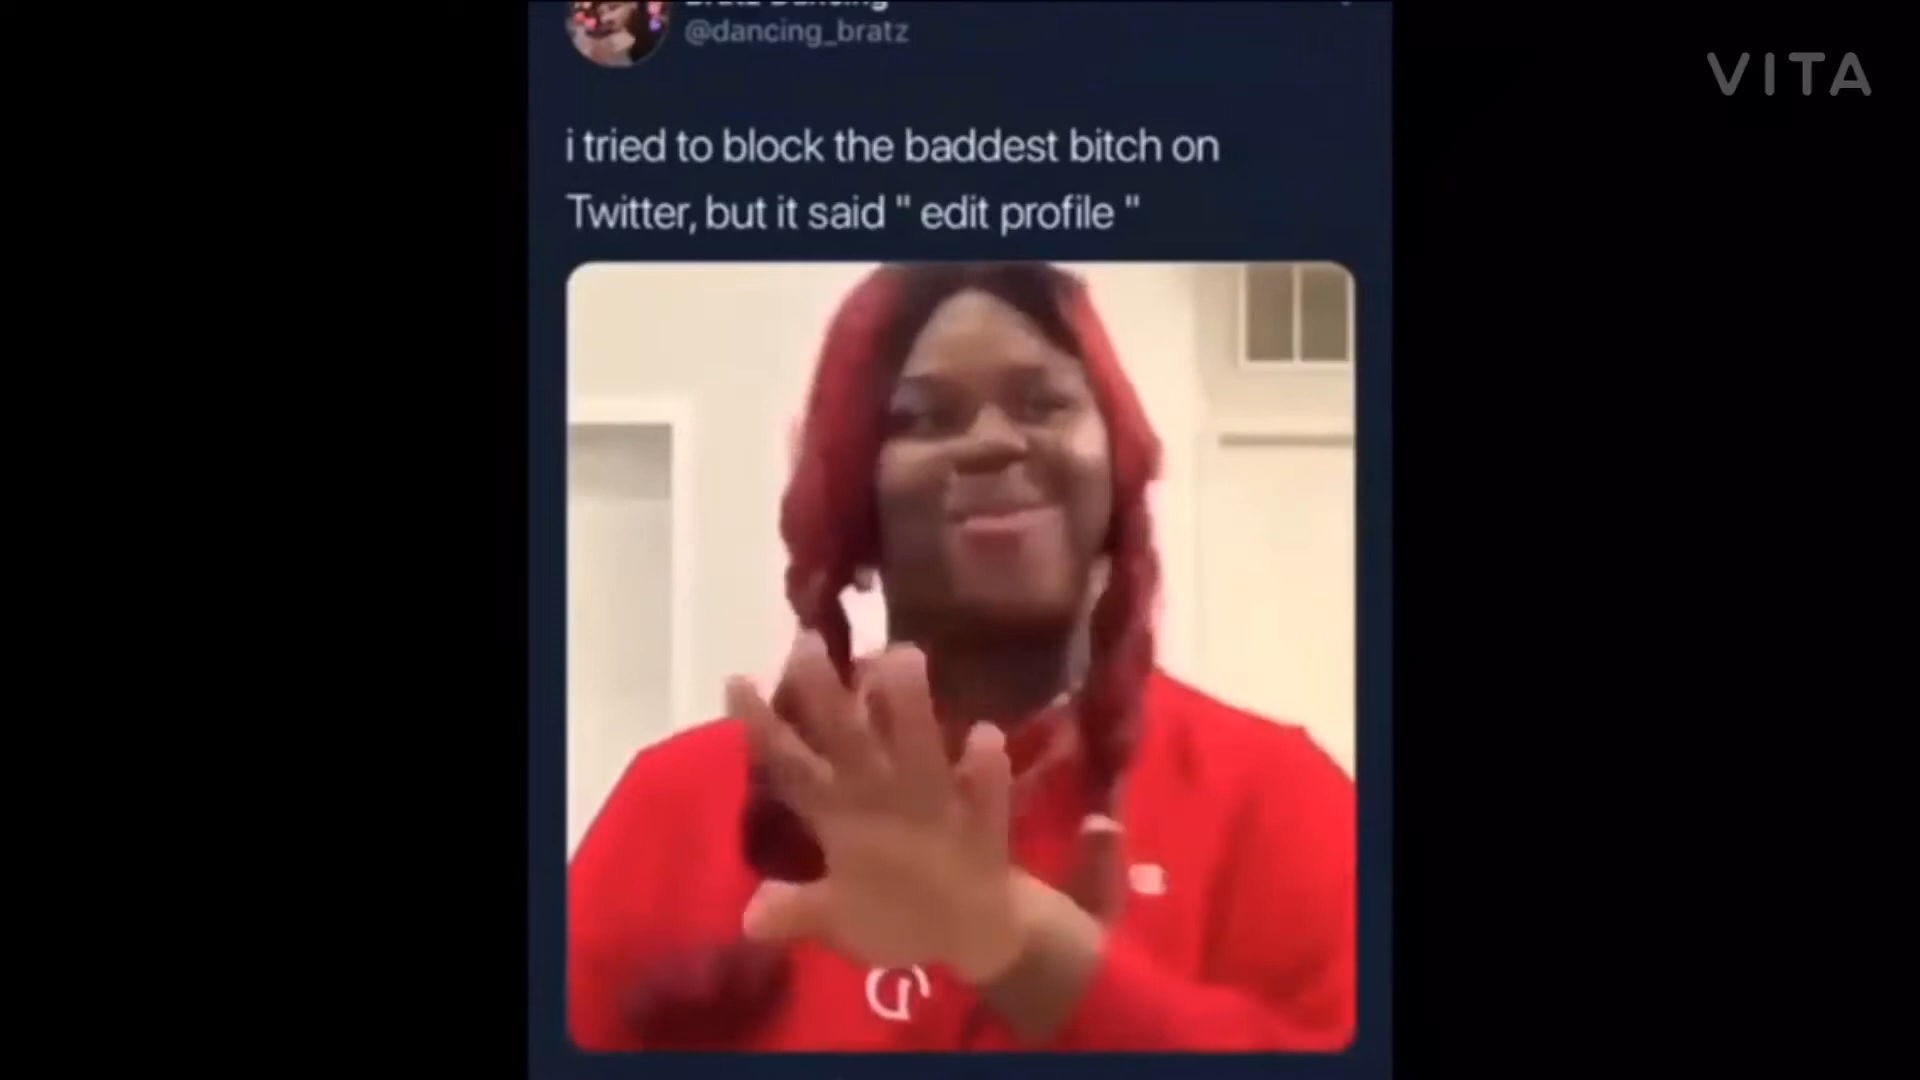 @dancing_bratz
VITA
i tried to block the baddest bitch on
Twitter, but it said " edit profile "